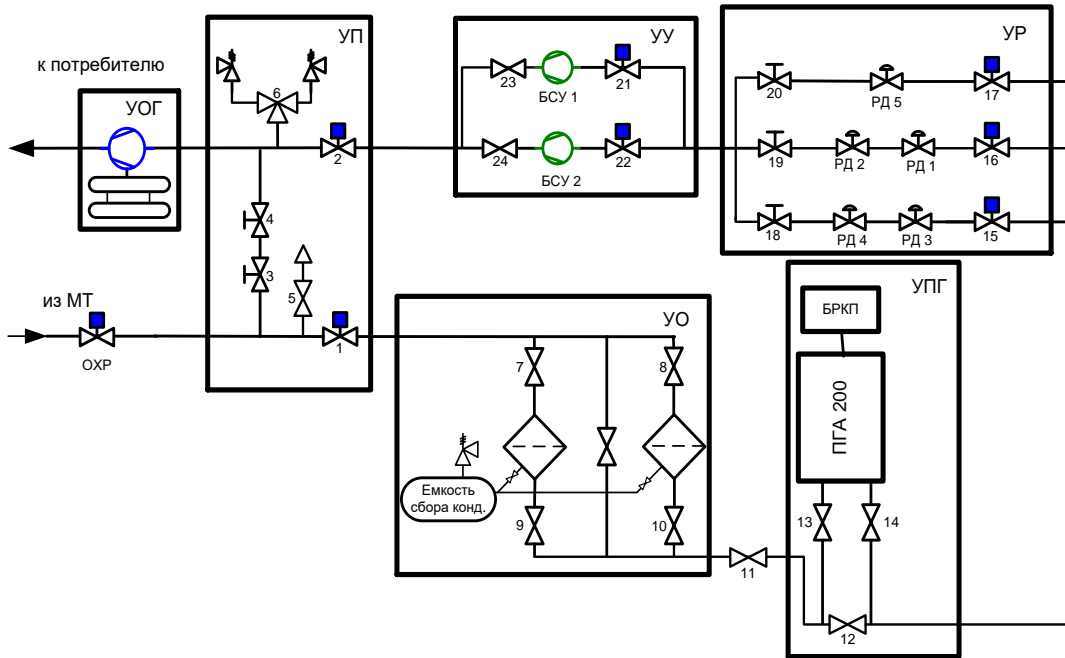 УП
УУ
УР
к потребителю
УОГ
6
2
23
БСУ 1
21
24
БСУ 2
22
20
РД 5
17
19
РД 2
РД 1
16
18
РД 4
РД 3
15
4
3
5
из МТ
ОХР
1
УО
7
8
Емкость
сбора конд.
9
10
11
УПГ
БРКП
ПГА 200
13
14
12